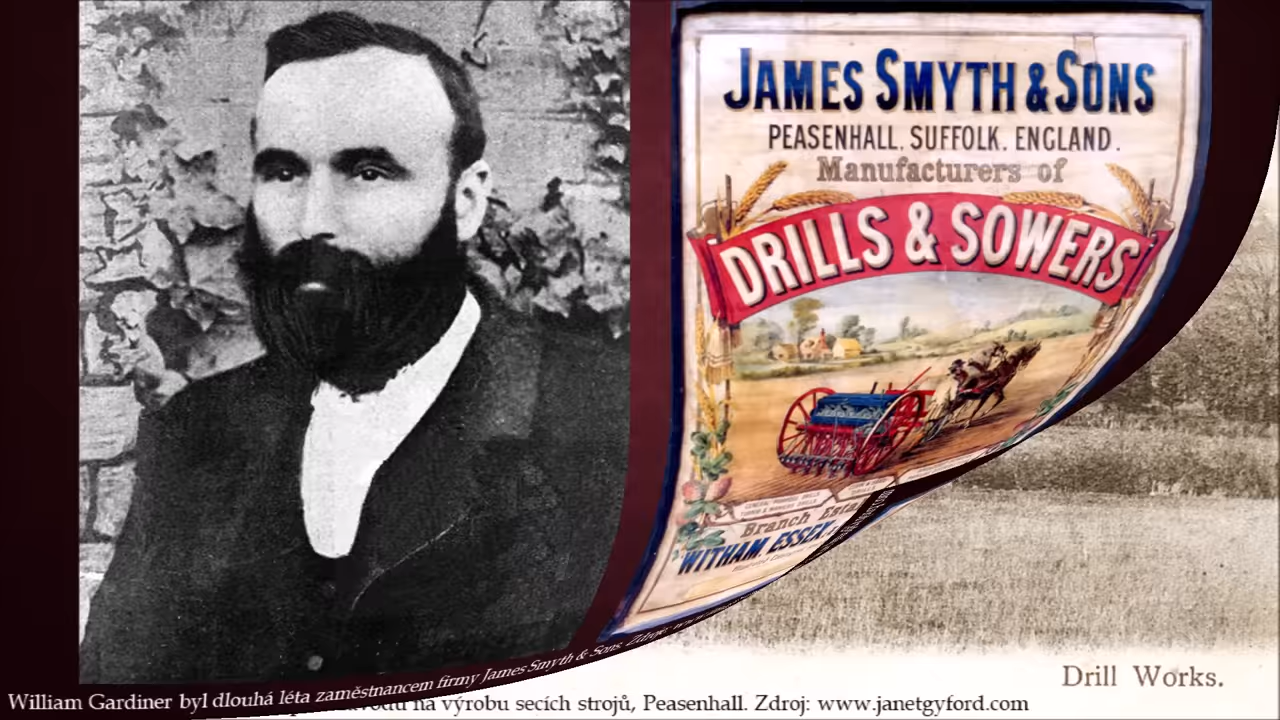 JAMES SMYTH & SONS
PEASENHALL, SUFFOLK, ENGLAND.
Manufacturers of
DRILLS & SOWERS
Branch
WITHAM, ESSEX
Drill Works.
William Gardiner byl dlouhá léta zaměstnancem firmy James Smyth & Sons. Zdroj:
na výrobu secích strojů, Peasenhall. Zdroj: www.janetgyford.com